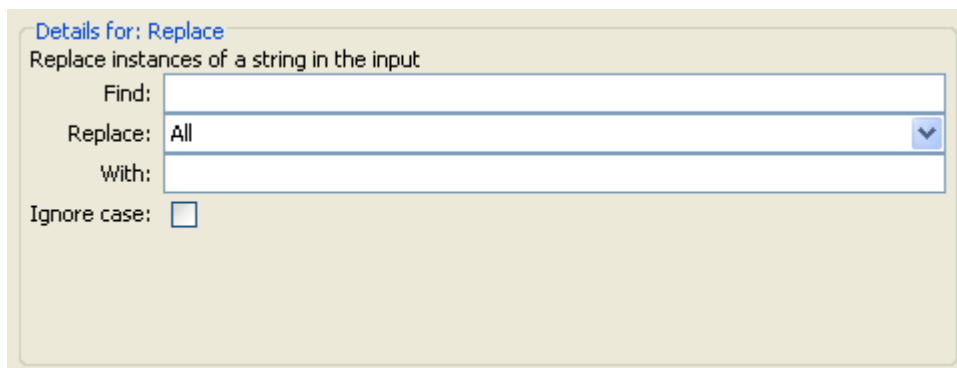 Details for: Replace
Replace instances of a string in the input
Find:
Replace: All
With:
Ignore case: